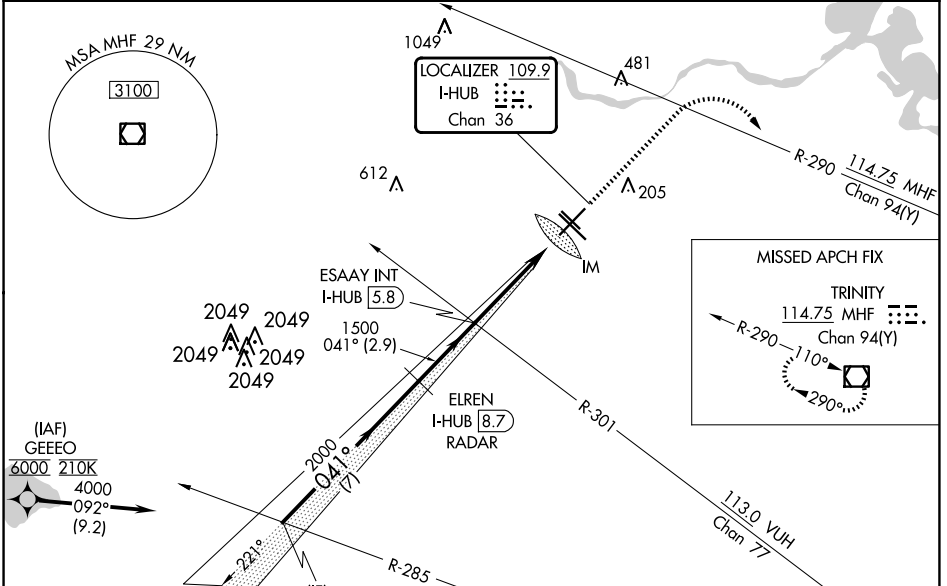 MSA MHF 29 NM
3100
1049
481
LOCALIZER 109.9
I-HUB
Chan 36
R-290
114.75 MHF
Chan 94(Y)
612
205
IM
ESAAY INT
I-HUB 5.8
1500
041° (2.9)
2049
2049
2049
2049
2049
ELREN
I-HUB 8.7
RADAR
MISSED APCH FIX
TRINITY
114.75 MHF
Chan 94(Y)
R-290
110°
290°
R-301
113.0 VUH
Chan 77
(IAF)
GEEEO
6000 210K
4000
092°
(9.2)
2000
041°
(7)
221°
R-285